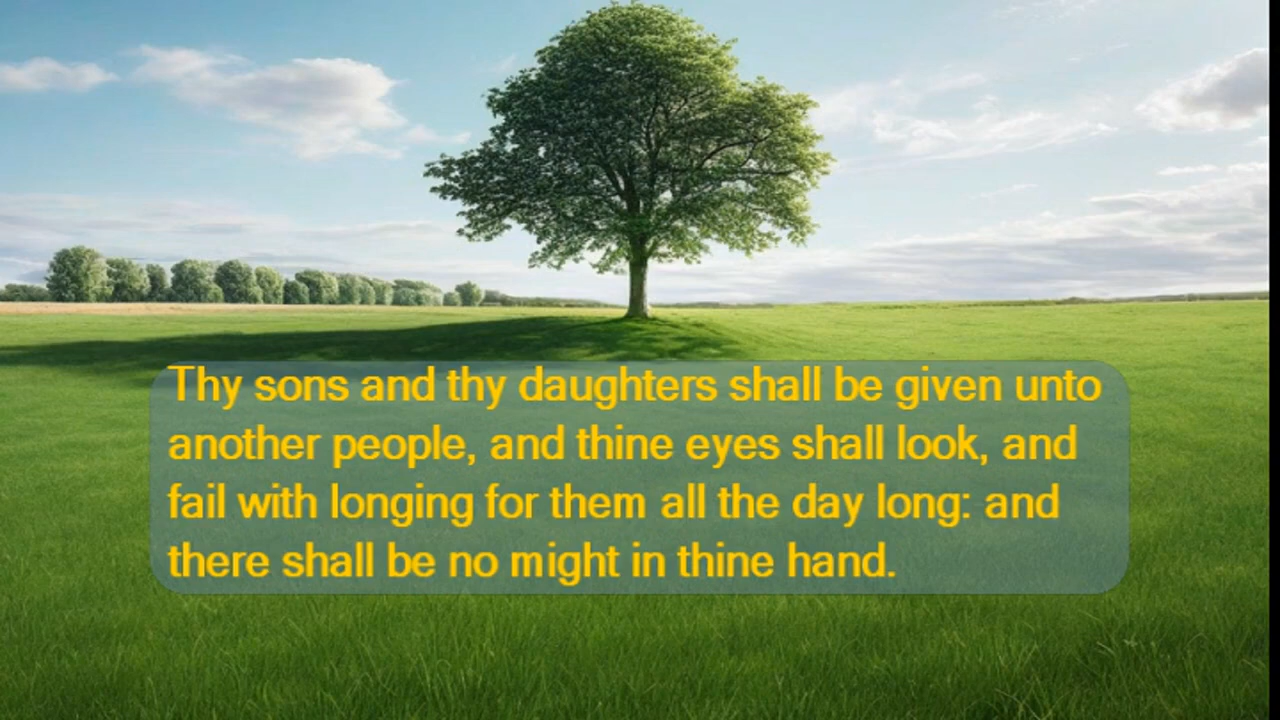 Thy sons and thy daughters shall be given unto
another people, and thine eyes shall look, and
fail with longing for them all the day long: and
there shall be no might in thine hand.